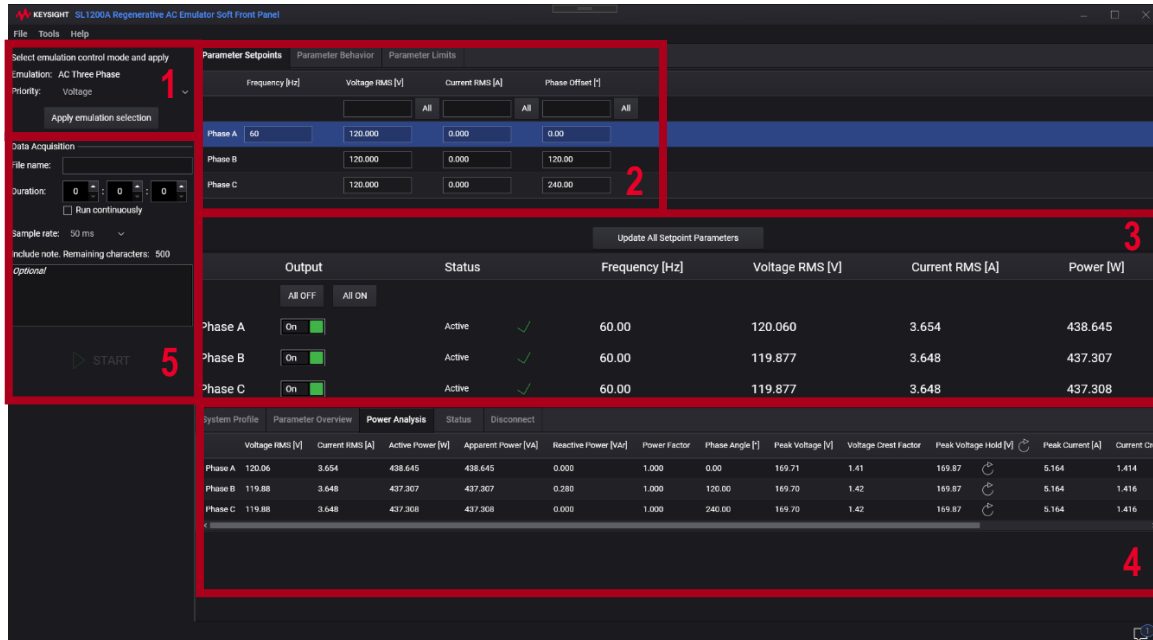 KEYSIGHT SL1200A Regenerative AC Emulator Soft Front Panel
File Tools Help
Select emulation control mode and apply
Emulation: AC Three Phase
Priority: Voltage
Apply emulation selection
1
Parameter Setpoints Parameter Behavior Parameter Limits
Frequency [Hz] Voltage RMS [V] Current RMS [A] Phase Offset [°]
All All All
Phase A 60 120.000 0.000 0.00
Phase B 120.000 0.000 120.00
Phase C 120.000 0.000 240.00
2
Data Acquisition
File name:
Duration: 0 : 0 : 0
Run continuously
Sample rate: 50 ms
Include note. Remaining characters: 500
Optional
START
5
Update All Setpoint Parameters
3
Output Status Frequency [Hz] Voltage RMS [V] Current RMS [A] Power [W]
All OFF All ON
Phase A On Active 60.00 120.060 3.654 438.645
Phase B On Active 60.00 119.877 3.648 437.307
Phase C On Active 60.00 119.877 3.648 437.308
System Profile Parameter Overview Power Analysis Status Disconnect
Voltage RMS [V] Current RMS [A] Active Power [W] Apparent Power [VA] Reactive Power [VAr] Power Factor Phase Angle [°] Peak Voltage [V] Voltage Crest Factor Peak Voltage Hold [V] Peak Current [A] Current Cr
Phase A 120.06 3.654 438.645 438.645 0.000 1.000 0.00 169.71 1.41 169.87 5.164 1.414
Phase B 119.88 3.648 437.307 437.307 0.280 1.000 120.00 169.70 1.42 169.87 5.164 1.416
Phase C 119.88 3.648 437.308 437.308 0.000 1.000 240.00 169.70 1.42 169.87 5.164 1.416
4